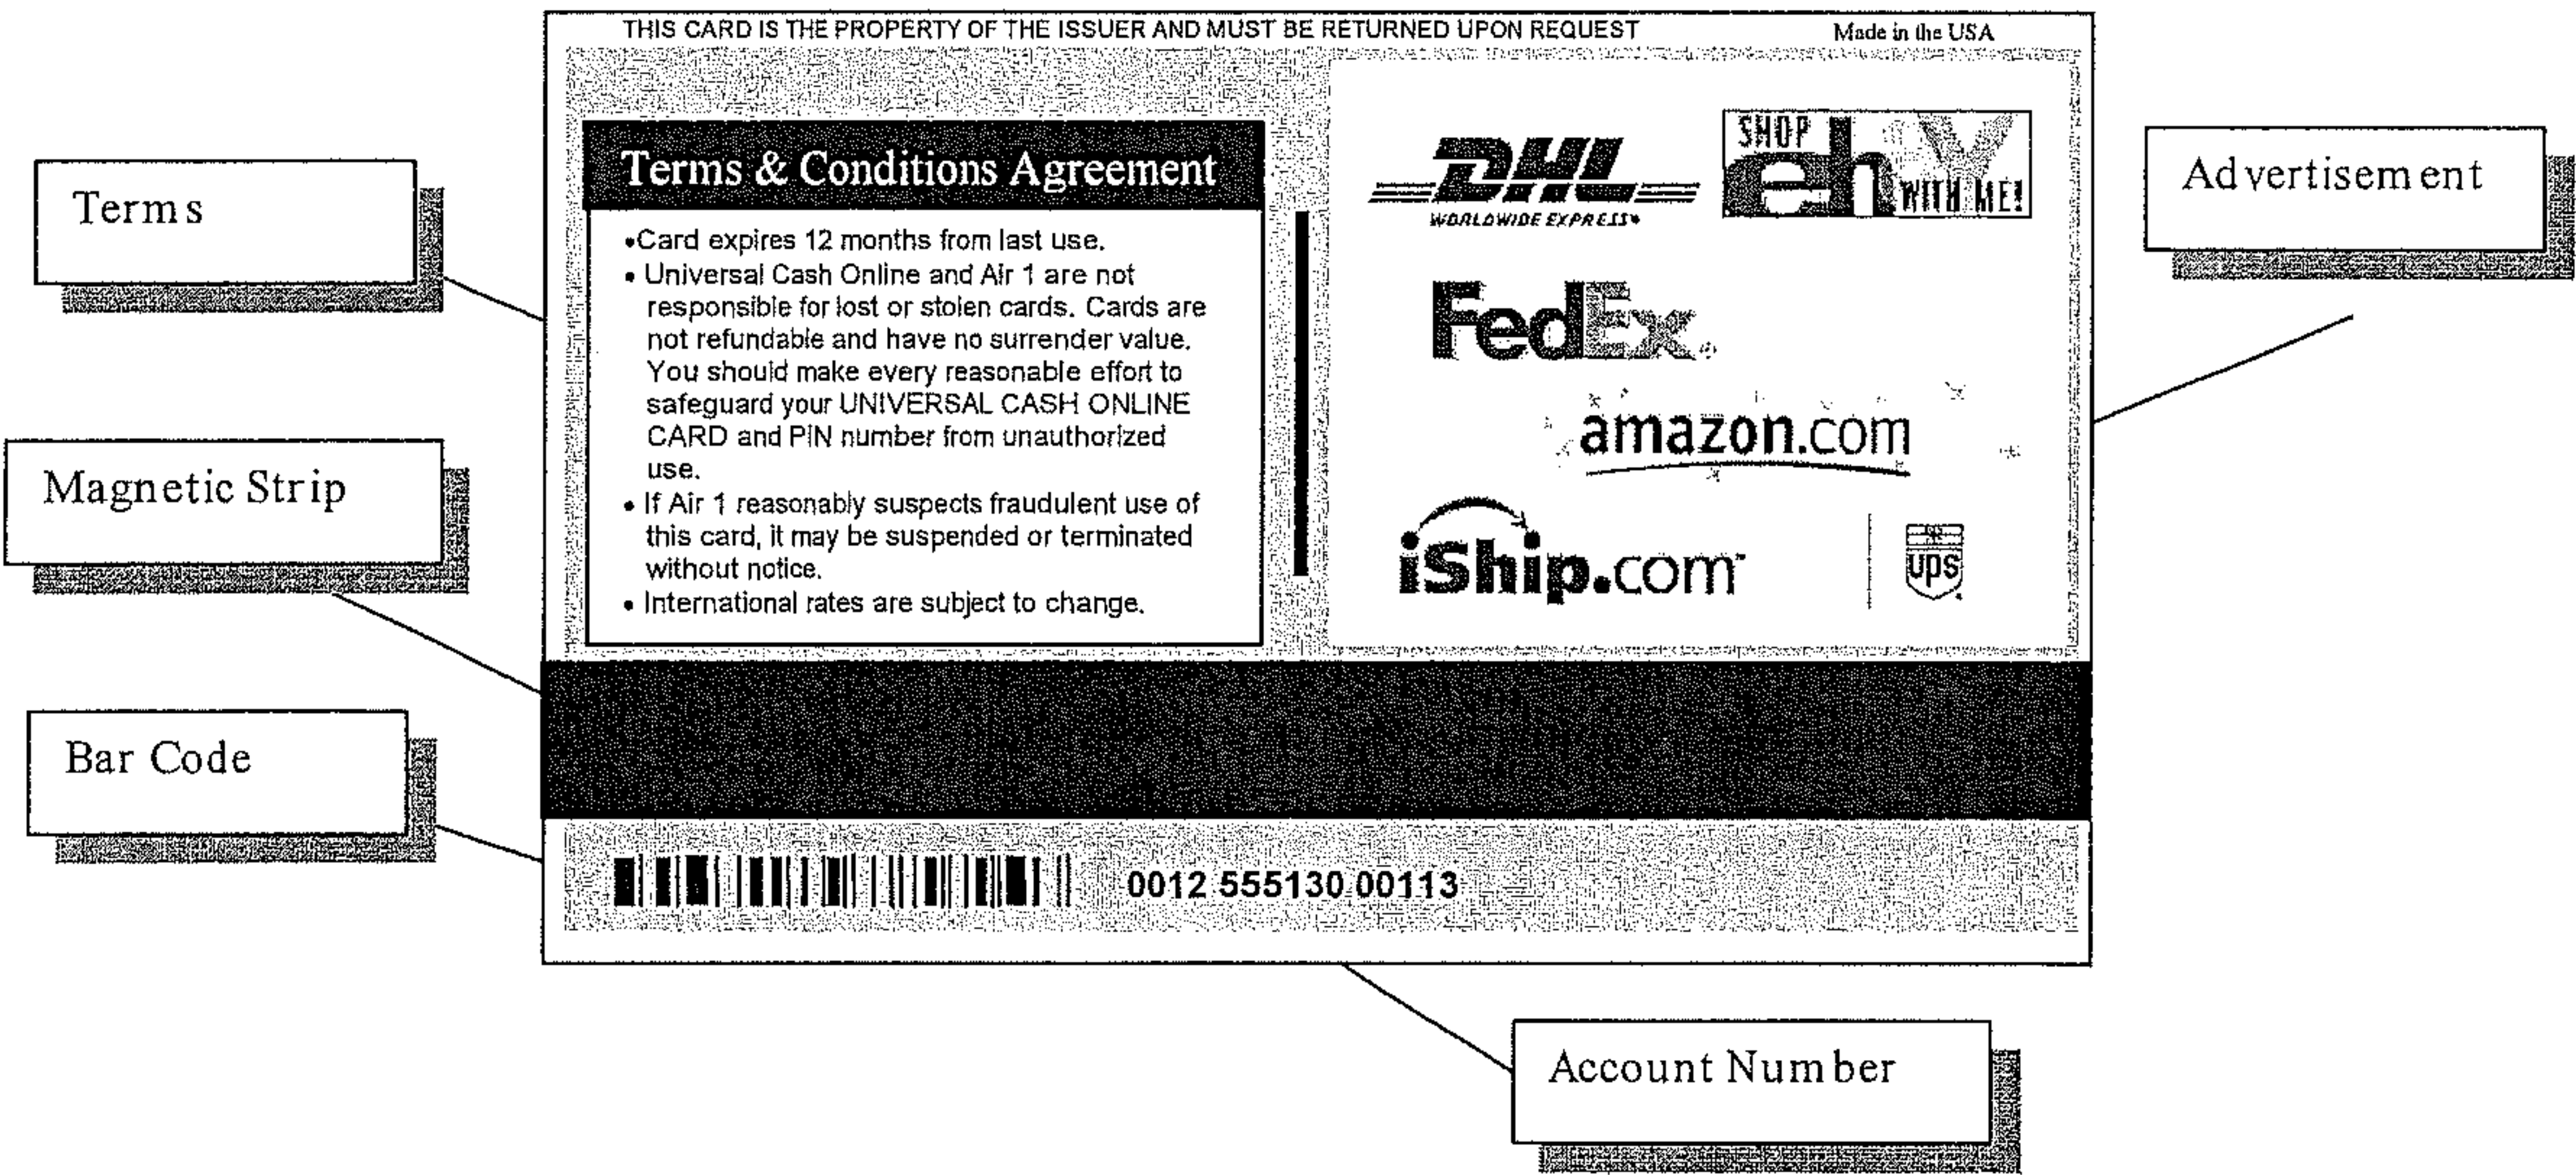 THIS CARD IS THE PROPERTY OF THE ISSUER AND MUST BE RETURNED UPON REQUEST
Made in the USA
Terms
Magnetic Strip
Bar Code
Terms & Conditions Agreement
•Card expires 12 months from last use.
• Universal Cash Online and Air 1 are not
responsible for lost or stolen cards. Cards are
not refundable and have no surrender value.
You should make every reasonable effort to
safeguard your UNIVERSAL CASH ONLINE
CARD and PIN number from unauthorized
use.
• If Air 1 reasonably suspects fraudulent use of
this card, it may be suspended or terminated
without notice.
• International rates are subject to change.
DHL
WORLDWIDE EXPRESS®
SHOP
WITH ME!
FedEx®
amazon.com
iShip.com™
ups
Advertisement
0012 555130 00113
Account Number